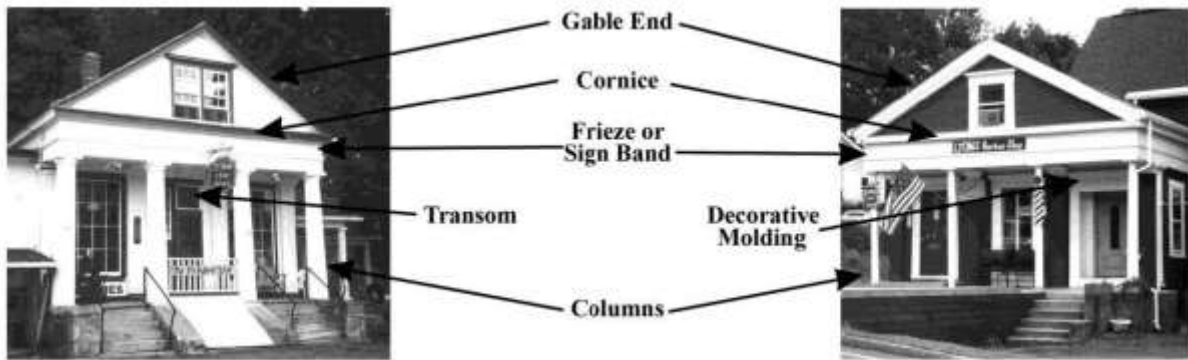 Gable End
Cornice
Frieze or
Sign Band
Transom
Decorative
Molding
Columns